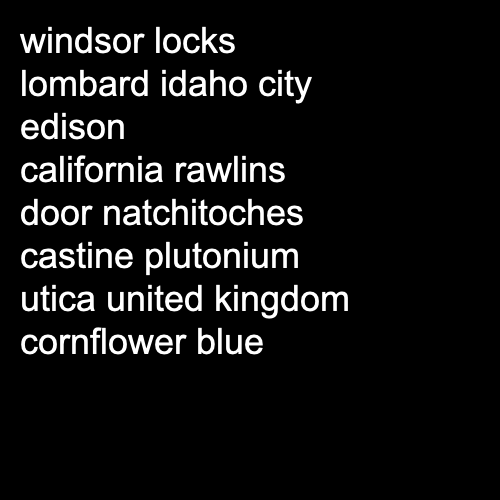 windsor locks
lombard idaho city
edison
california rawlins
door natchitoches
castine plutonium
utica united kingdom
cornflower blue